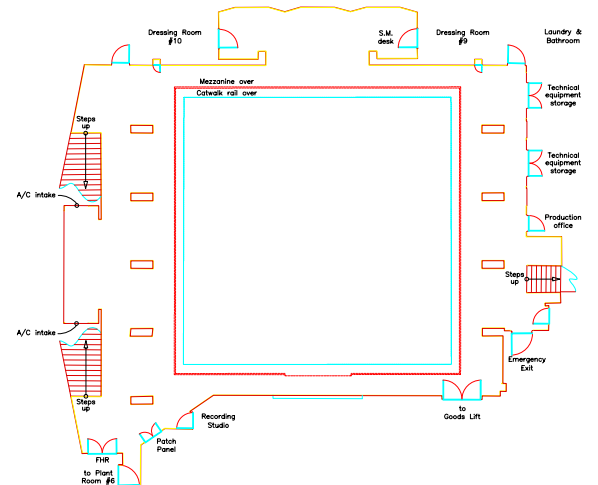 Dressing Room
#10
S.M.
desk
Dressing Room
#9
Laundry &
Bathroom
Mezzanine over
Catwalk rail over
Technical
equipment
storage
Steps
up
Technical
equipment
storage
A/C intake
Production
office
Steps
up
A/C intake
Emergency
Exit
Steps
up
to
Goods Lift
Recording
Studio
Patch
Panel
FHR
to Plant
Room #6